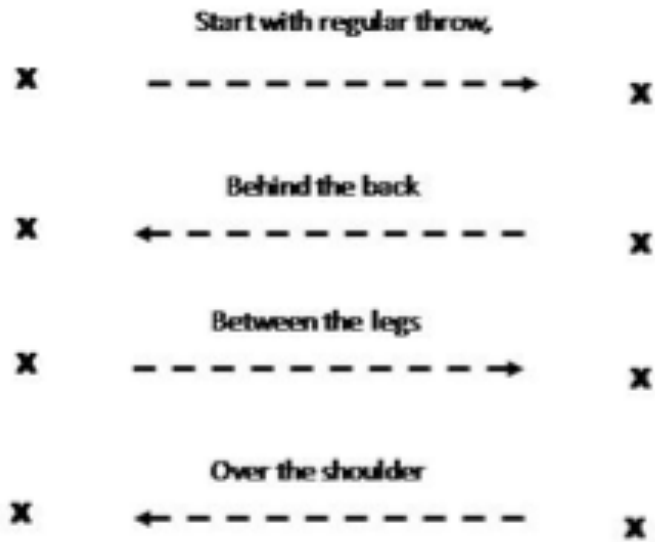 Start with regular throw,
X X
Behind the back
X X
Between the legs
X X
Over the shoulder
X X